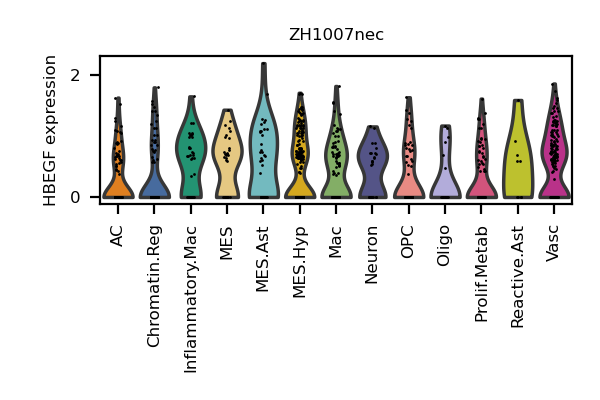 ZH1007nec
HBEGF expression
2
0
AC
Chromatin.Reg
Inflammatory.Mac
MES
MES.Ast
MES.Hyp
Mac
Neuron
OPC
Oligo
Prolif.Metab
Reactive.Ast
Vasc